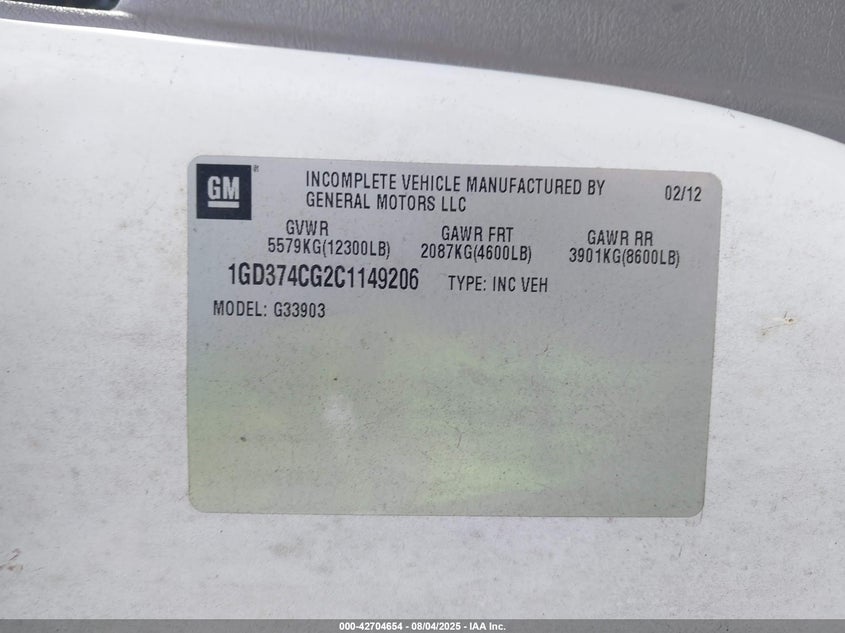 GM ® INCOMPLETE VEHICLE MANUFACTURED BY 02/12
GENERAL MOTORS LLC
GVWR GAWR FRT GAWR RR
5579KG(12300LB) 2087KG(4600LB) 3901KG(8600LB)
1GD374CG2C1149206 TYPE: INC VEH
MODEL: G33903
000-42704654 - 08/04/2025 - IAA Inc.